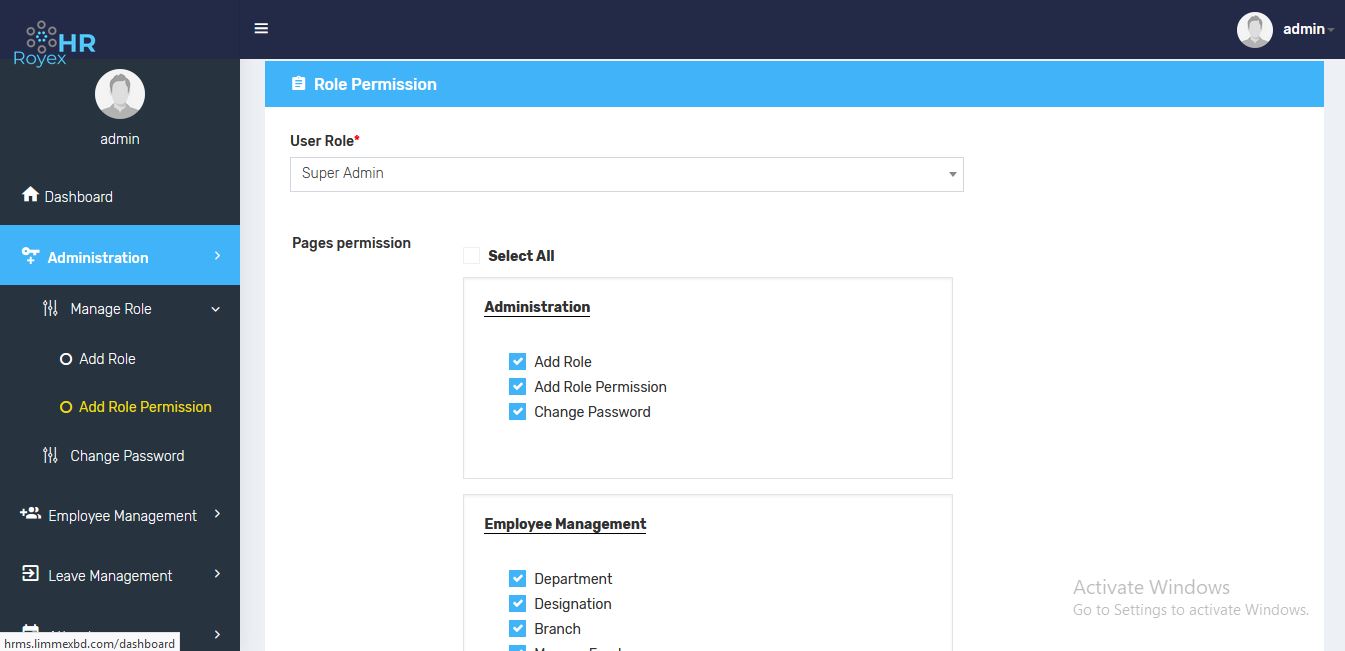 HR
Royex
admin
admin
Dashboard
Administration
Manage Role
Add Role
Add Role Permission
Change Password
Employee Management
Leave Management
hrms.limmexbd.com/dashboard
Role Permission
User Role*
Super Admin
Pages permission
Select All
Administration
Add Role
Add Role Permission
Change Password
Employee Management
Department
Designation
Branch
Activate Windows
Go to Settings to activate Windows.